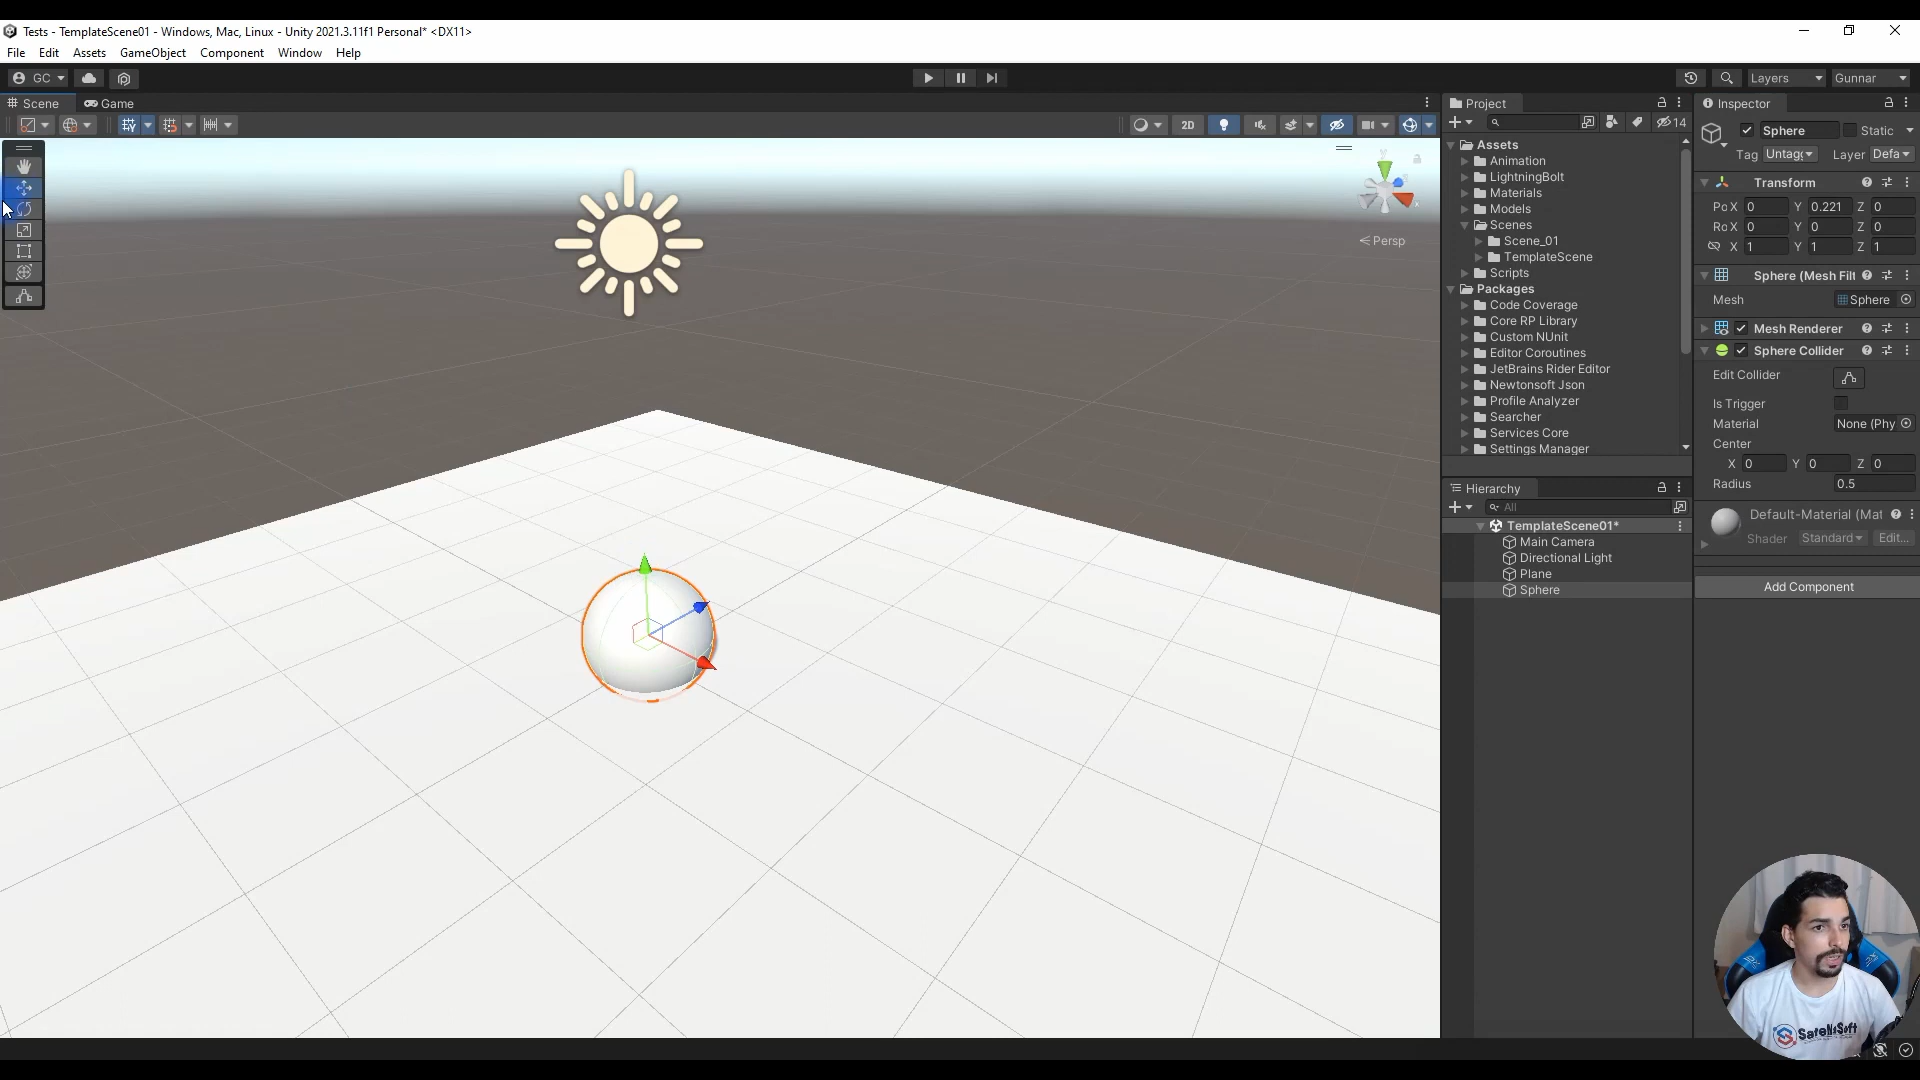 Tests - TemplateScene01 - Windows, Mac, Linux - Unity 2021.3.11f1 Personal* <DX11>
File Edit Assets GameObject Component Window Help
GC
Layers
Gunnar
Scene
Game
2D
y
x
Persp
Project
14
Assets
Animation
LightningBolt
Materials
Models
Scenes
Scene_01
TemplateScene
Scripts
Packages
Code Coverage
Core RP Library
Custom NUnit
Editor Coroutines
JetBrains Rider Editor
Newtonsoft Json
Profile Analyzer
Searcher
Services Core
Settings Manager
Hierarchy
All
TemplateScene01*
Main Camera
Directional Light
Plane
Sphere
Inspector
Sphere Static
Tag Untagg Layer Defa
Transform
Po X 0 Y 0.221 Z 0
Ro X 0 Y 0 Z 0
X 1 Y 1 Z 1
Sphere (Mesh Filt
Mesh Sphere
Mesh Renderer
Sphere Collider
Edit Collider
Is Trigger
Material None (Phy
Center
X 0 Y 0 Z 0
Radius 0.5
Default-Material (Mat
Shader Standard Edit...
Add Component
SafeNsSoft